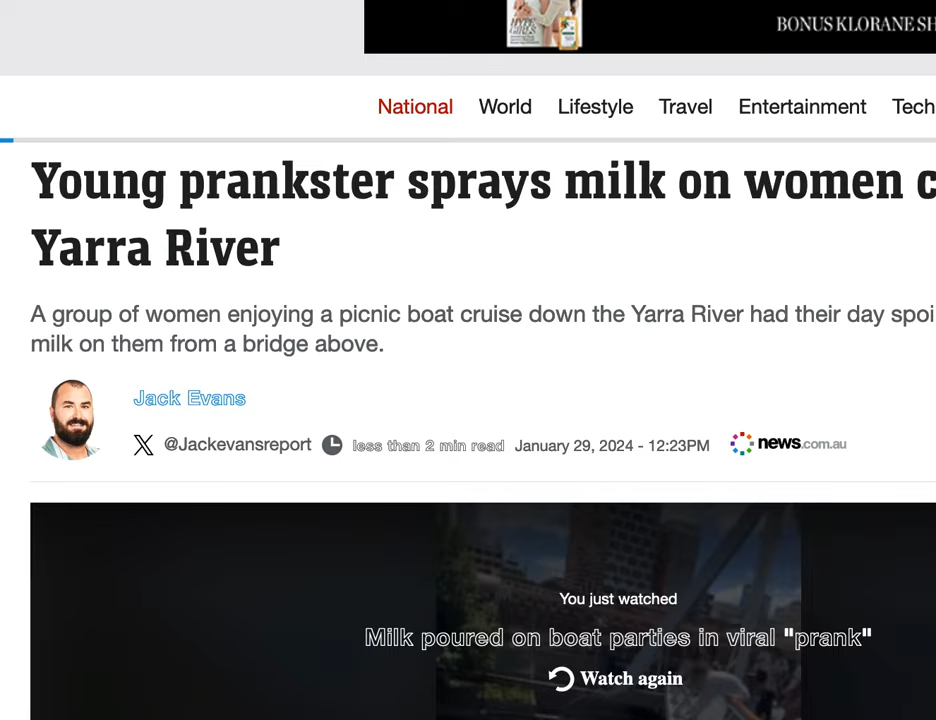 BONUS KLORANE SH
National World Lifestyle Travel Entertainment Tech
Young prankster sprays milk on women c
Yarra River
A group of women enjoying a picnic boat cruise down the Yarra River had their day spoi
milk on them from a bridge above.
Jack Evans
@Jackevansreport less than 2 min read January 29, 2024 - 12:23PM news.com.au
You just watched
Milk poured on boat parties in viral "prank"
Watch again